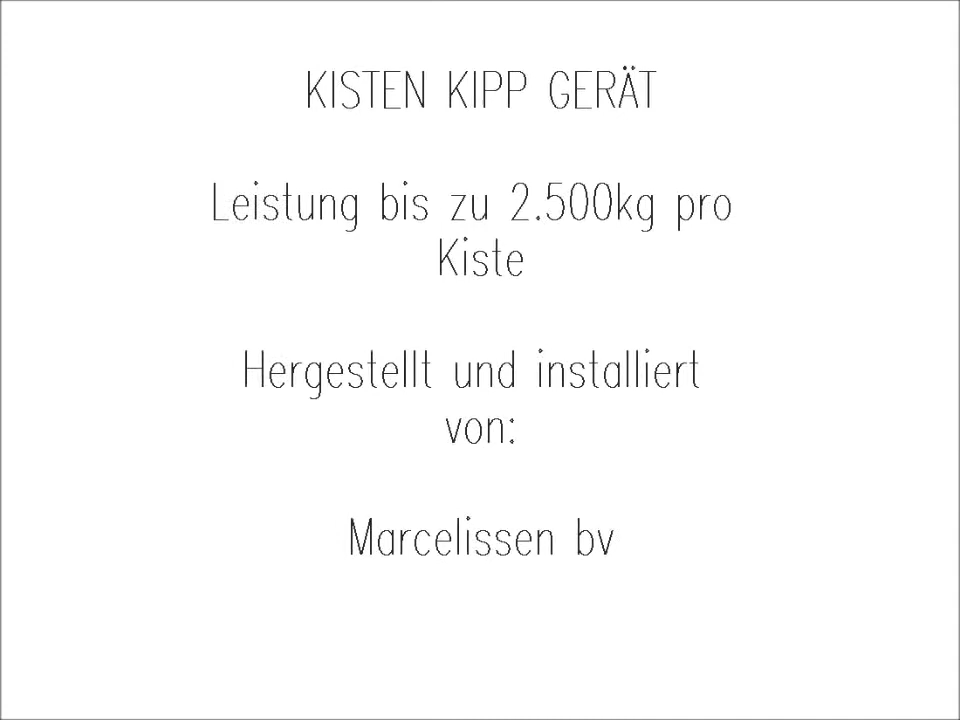 KISTEN KIPP GERÄT
Leistung bis zu 2.500kg pro
Kiste
Hergestellt und installiert
von:
Marcelissen bv